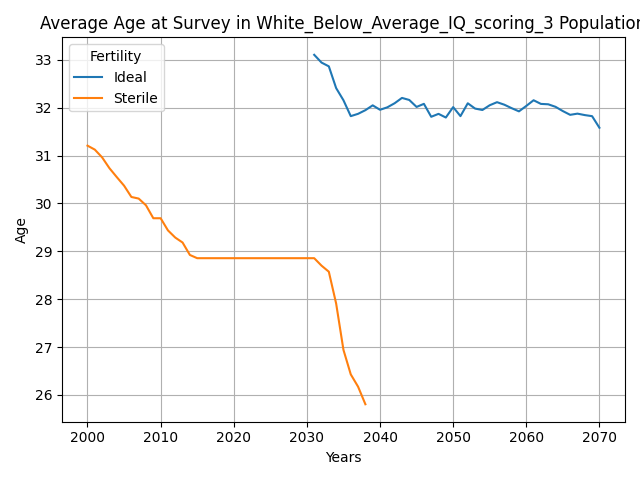 Average Age at Survey in White_Below_Average_IQ_scoring_3 Population
Fertility
Ideal
Sterile
33
32
31
30
29
28
27
26
Age
2000 2010 2020 2030 2040 2050 2060 2070
Years